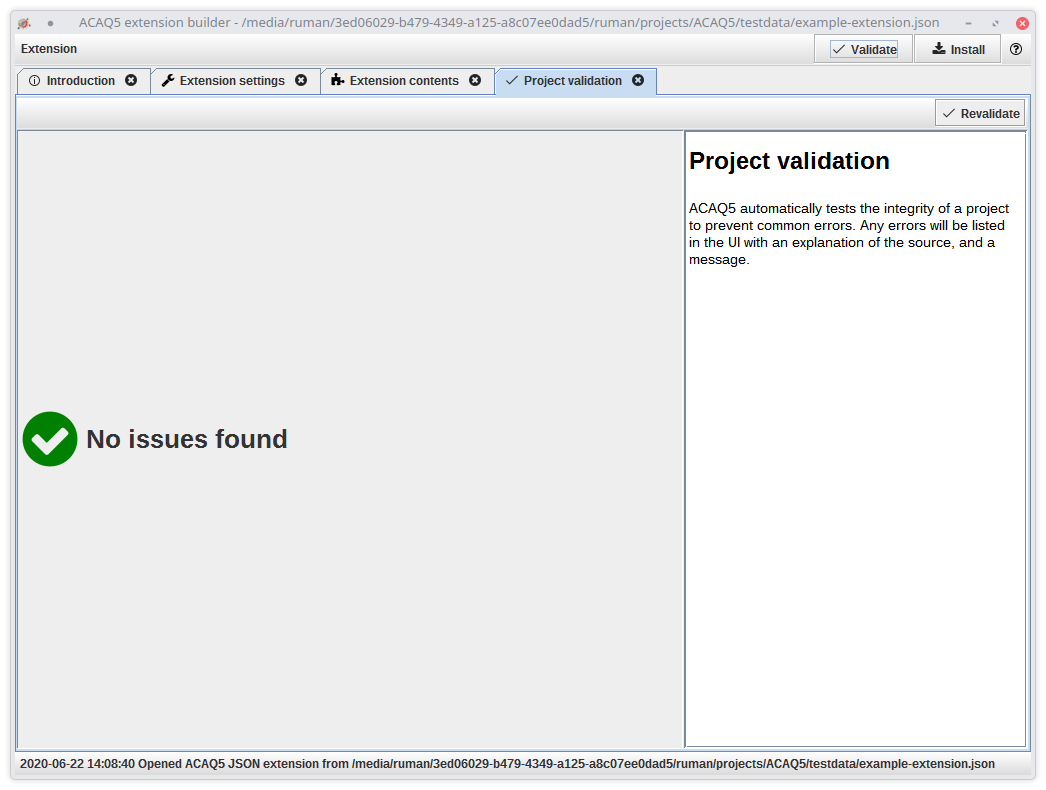 ACAQ5 extension builder - /media/ruman/3ed06029-b479-4349-a125-a8c07ee0dad5/ruman/projects/ACAQ5/testdata/example-extension.json
Extension
Validate
Install
Introduction
Extension settings
Extension contents
Project validation
Revalidate
No issues found
Project validation
ACAQ5 automatically tests the integrity of a project
to prevent common errors. Any errors will be listed
in the UI with an explanation of the source, and a
message.
2020-06-22 14:08:40 Opened ACAQ5 JSON extension from /media/ruman/3ed06029-b479-4349-a125-a8c07ee0dad5/ruman/projects/ACAQ5/testdata/example-extension.json